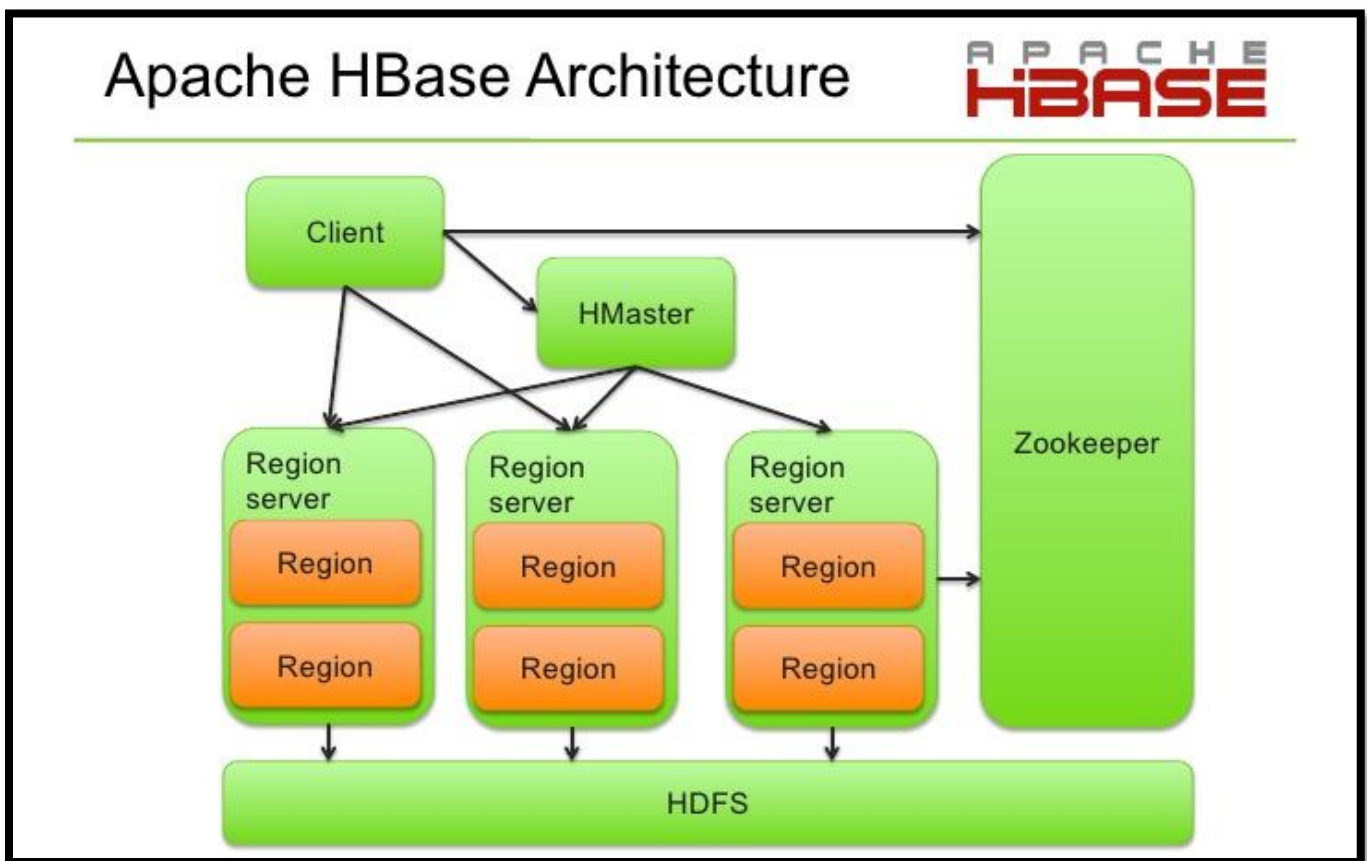 Apache HBase Architecture
APACHE
HBASE
Client
HMaster
Zookeeper
Region
server
Region
server
Region
server
Region
Region
Region
Region
Region
Region
HDFS